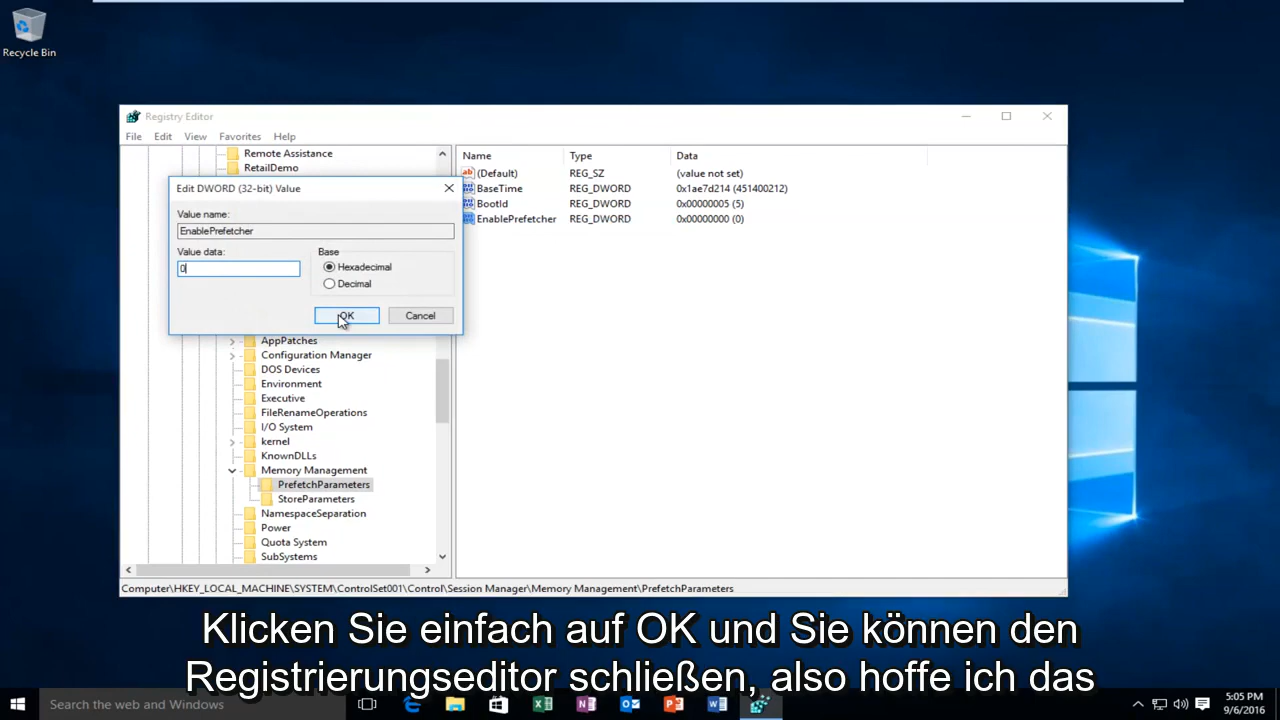 Recycle Bin
Registry Editor
File Edit View Favorites Help
Remote Assistance
RetailDemo
Name Type Data
(Default) REG_SZ (value not set)
BaseTime REG_DWORD 0x1ae7d214 (451400212)
BootId REG_DWORD 0x00000005 (5)
EnablePrefetcher REG_DWORD 0x00000000 (0)
Edit DWORD (32-bit) Value
Value name:
EnablePrefetcher
Value data:
0
Base
Hexadecimal
Decimal
OK Cancel
AppPatches
Configuration Manager
DOS Devices
Environment
Executive
FileRenameOperations
I/O System
kernel
KnownDLLs
Memory Management
PrefetchParameters
StoreParameters
NamespaceSeparation
Power
Quota System
SubSystems
Computer\HKEY_LOCAL_MACHINE\SYSTEM\ControlSet001\Control\Session Manager\Memory Management\PrefetchParameters
Klicken Sie einfach auf OK und Sie können den
Registrierungseditor schließen, also hoffe ich das
Search the web and Windows
5:05 PM
9/6/2016